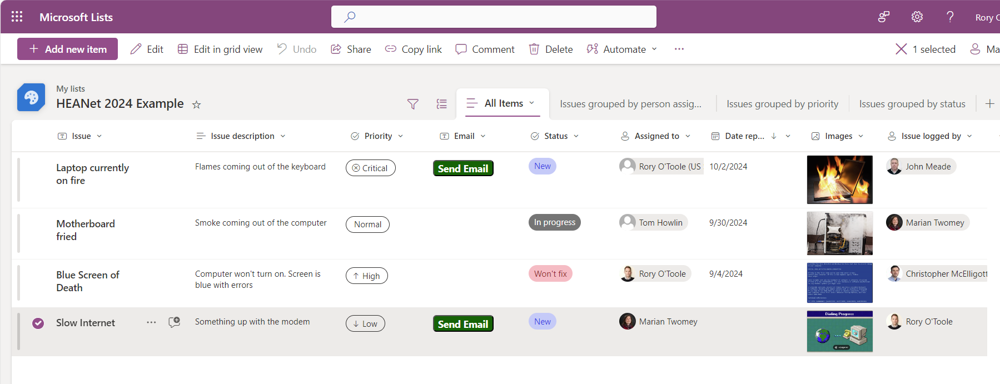 Microsoft Lists
Rory O
Add new item
Edit
Edit in grid view
Undo
Share
Copy link
Comment
Delete
Automate
1 selected
Ma
My lists
HEANet 2024 Example
All Items
Issues grouped by person assig...
Issues grouped by priority
Issues grouped by status
Issue
Issue description
Priority
Email
Status
Assigned to
Date rep...
Images
Issue logged by
Laptop currently
on fire
Flames coming out of the keyboard
Critical
Send Email
New
Rory O'Toole (US
10/2/2024
John Meade
Motherboard
fried
Smoke coming out of the computer
Normal
In progress
Tom Howlin
9/30/2024
Marian Twomey
Blue Screen of
Death
Computer won't turn on. Screen is
blue with errors
High
Won't fix
Rory O'Toole
9/4/2024
Christopher McElligott
Slow Internet
Something up with the modem
Low
Send Email
New
Marian Twomey
Dialing Progress
Rory O'Toole